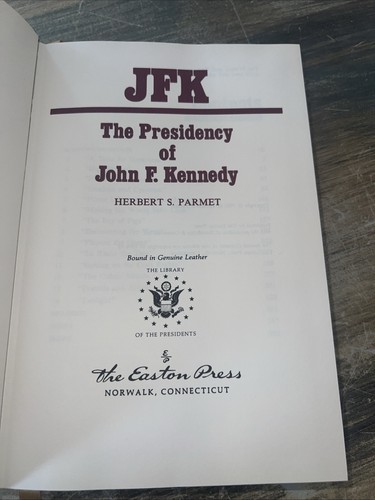 JFK
The Presidency
of
John F. Kennedy
HERBERT S. PARMET
Bound in Genuine Leather
THE LIBRARY
OF THE PRESIDENTS
The Easton Press
NORWALK, CONNECTICUT